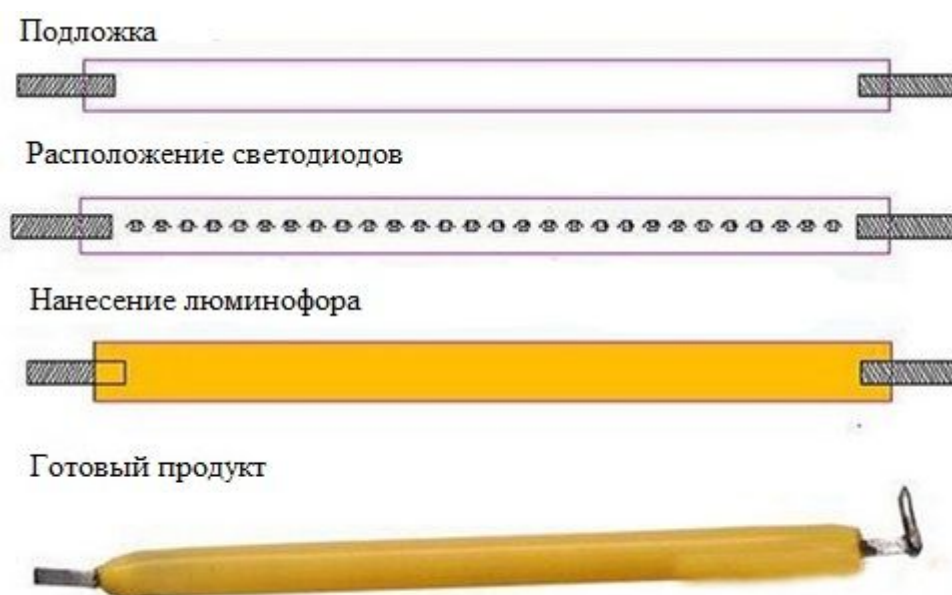 Подложка
Расположение светодиодов
Нанесение люминофора
Готовый продукт